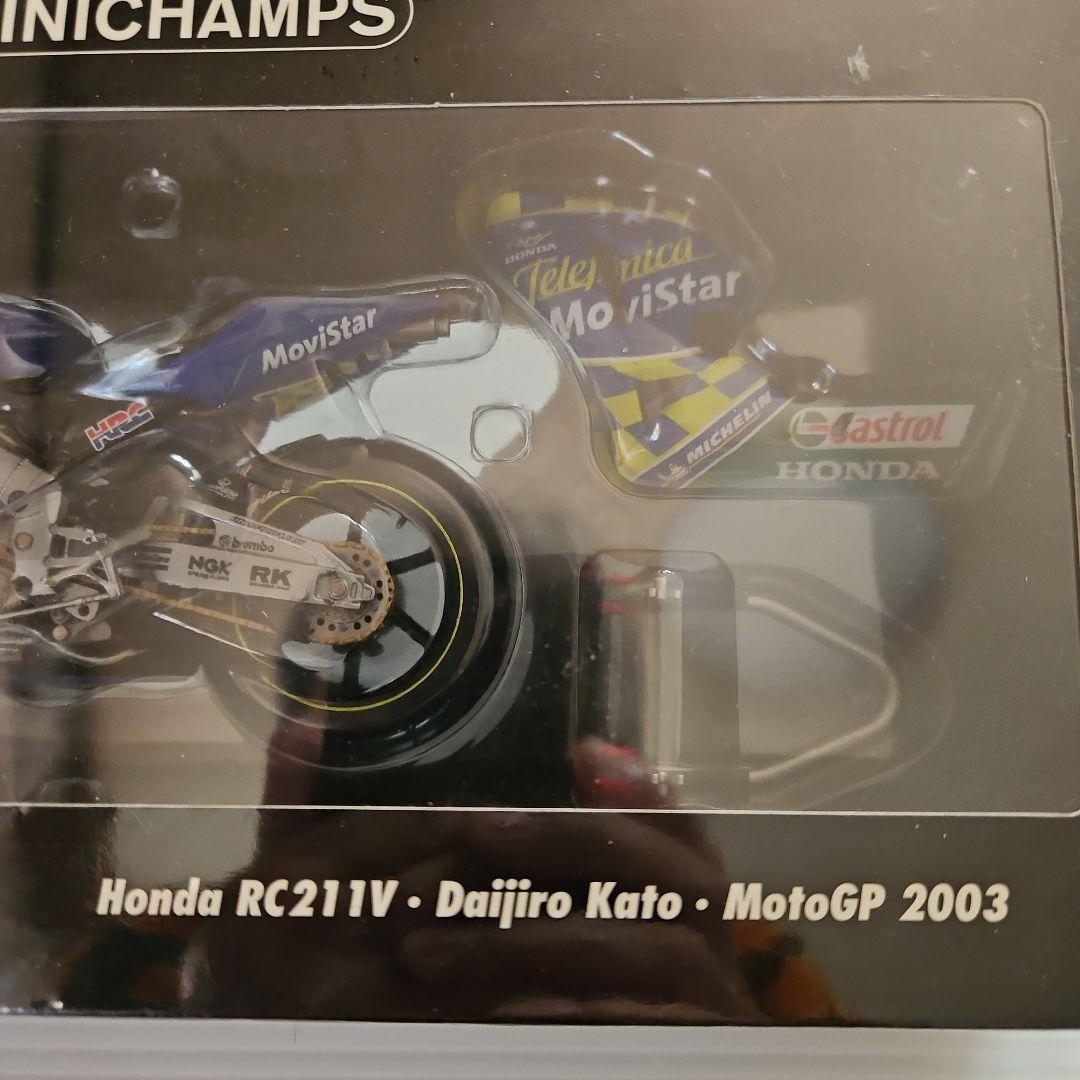 INICHAMPS
HONDA
Telefonica
MoviStar
MoviStar
HRC
MICHELIN
Castrol
HONDA
brembo
NGK
RK
Honda RC211V • Daijiro Kato • MotoGP 2003